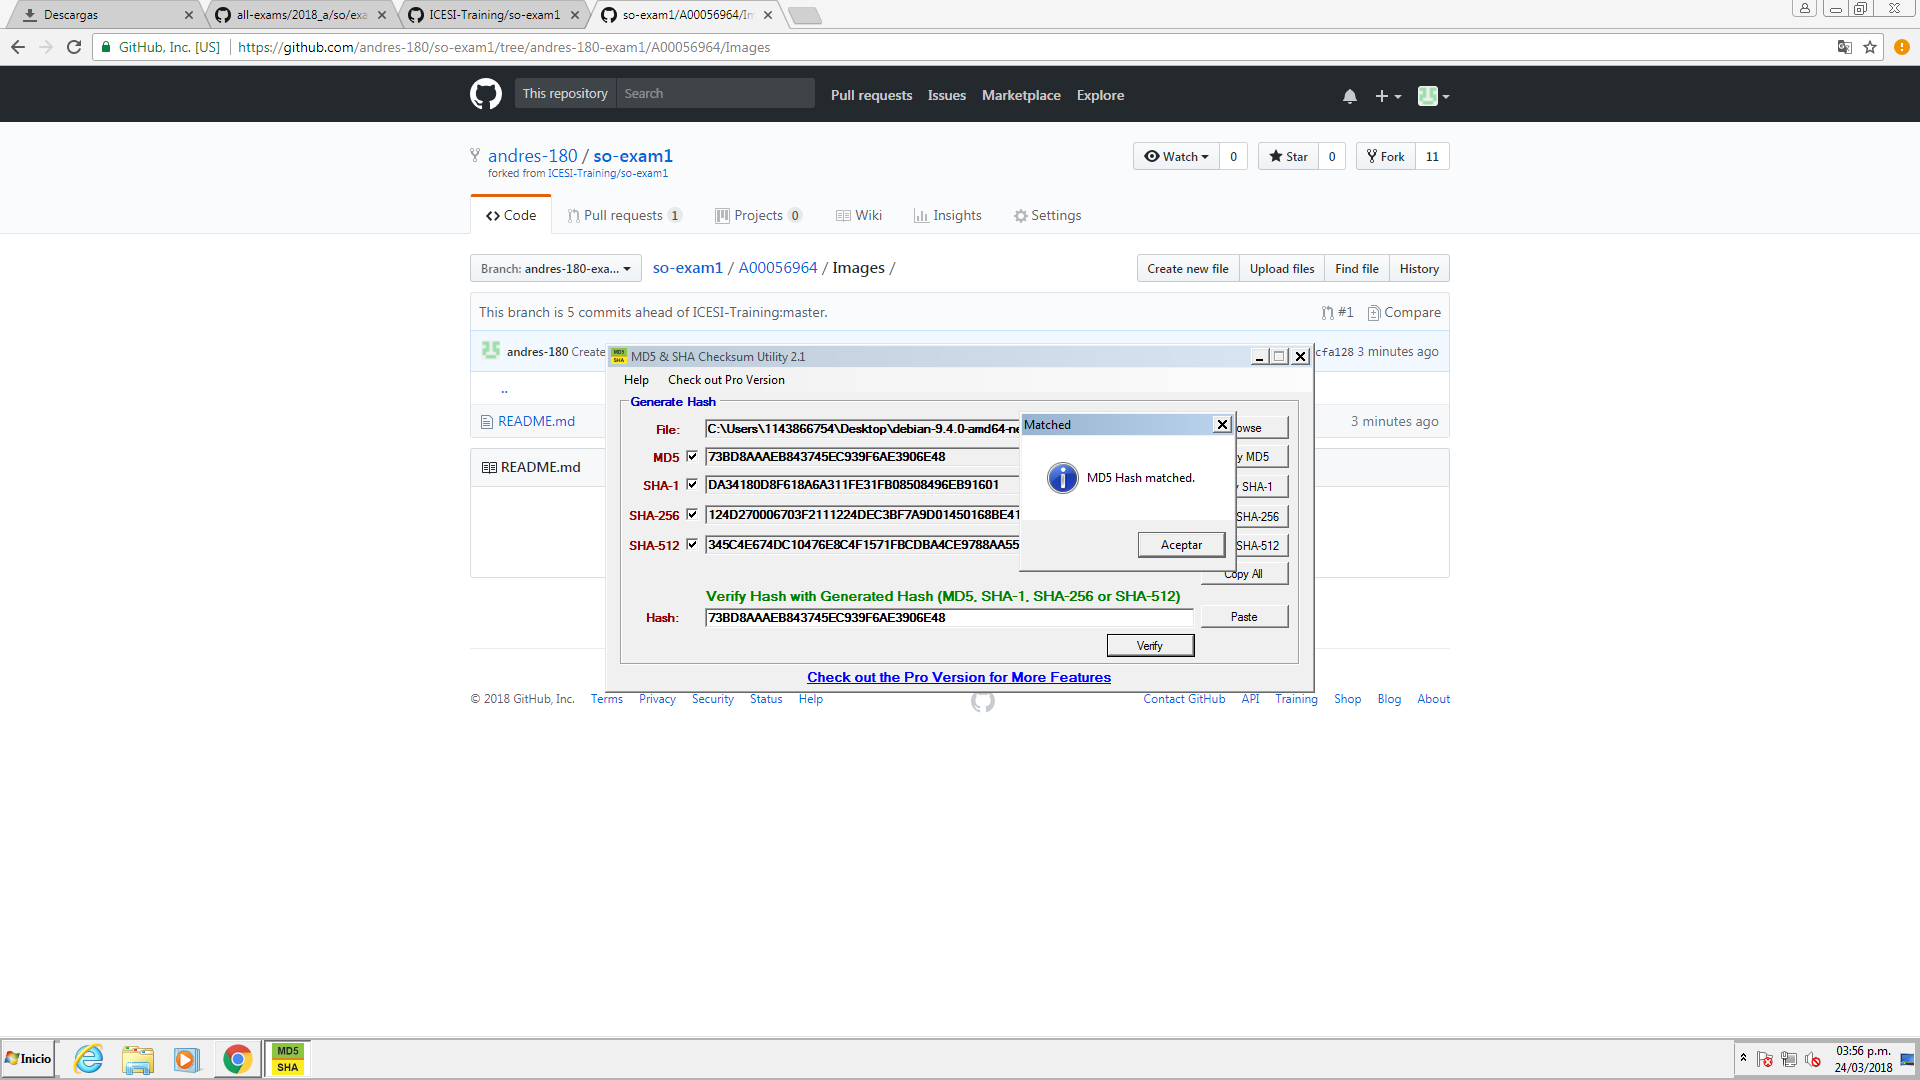 Descargas
all-exams/2018_a/so/exa
ICESI-Training/so-exam1
so-exam1/A00056964/Im
GitHub, Inc. [US]
https://github.com/andres-180/so-exam1/tree/andres-180-exam1/A00056964/Images
This repository
Search
Pull requests
Issues
Marketplace
Explore
andres-180 / so-exam1
Watch
0
Star
0
Fork
11
forked from ICESI-Training/so-exam1
Code
Pull requests 1
Projects 0
Wiki
Insights
Settings
Branch: andres-180-exa...
so-exam1 / A00056964 / Images /
Create new file
Upload files
Find file
History
This branch is 5 commits ahead of ICESI-Training:master.
#1
Compare
andres-180 Create
cfa128 3 minutes ago
..
README.md
3 minutes ago
README.md
MD5 & SHA Checksum Utility 2.1
Help
Check out Pro Version
Generate Hash
File:
C:\Users\1143866754\Desktop\debian-9.4.0-amd64-ne
owse
MD5
73BD8AAAEB843745EC939F6AE3906E48
y MD5
SHA-1
DA34180D8F618A6A311FE31FB08508496EB91601
SHA-1
SHA-256
124D270006703F2111224DEC3BF7A9D01450168BE41
SHA-256
SHA-512
345C4E674DC10476E8C4F1571FBCDBA4CE9788AA55
SHA-512
Copy All
Matched
MD5 Hash matched.
Aceptar
Verify Hash with Generated Hash (MD5, SHA-1, SHA-256 or SHA-512)
Hash:
73BD8AAAEB843745EC939F6AE3906E48
Paste
Verify
Check out the Pro Version for More Features
© 2018 GitHub, Inc.
Terms
Privacy
Security
Status
Help
Contact GitHub
API
Training
Shop
Blog
About
Inicio
MD5
SHA
03:56 p.m.
24/03/2018